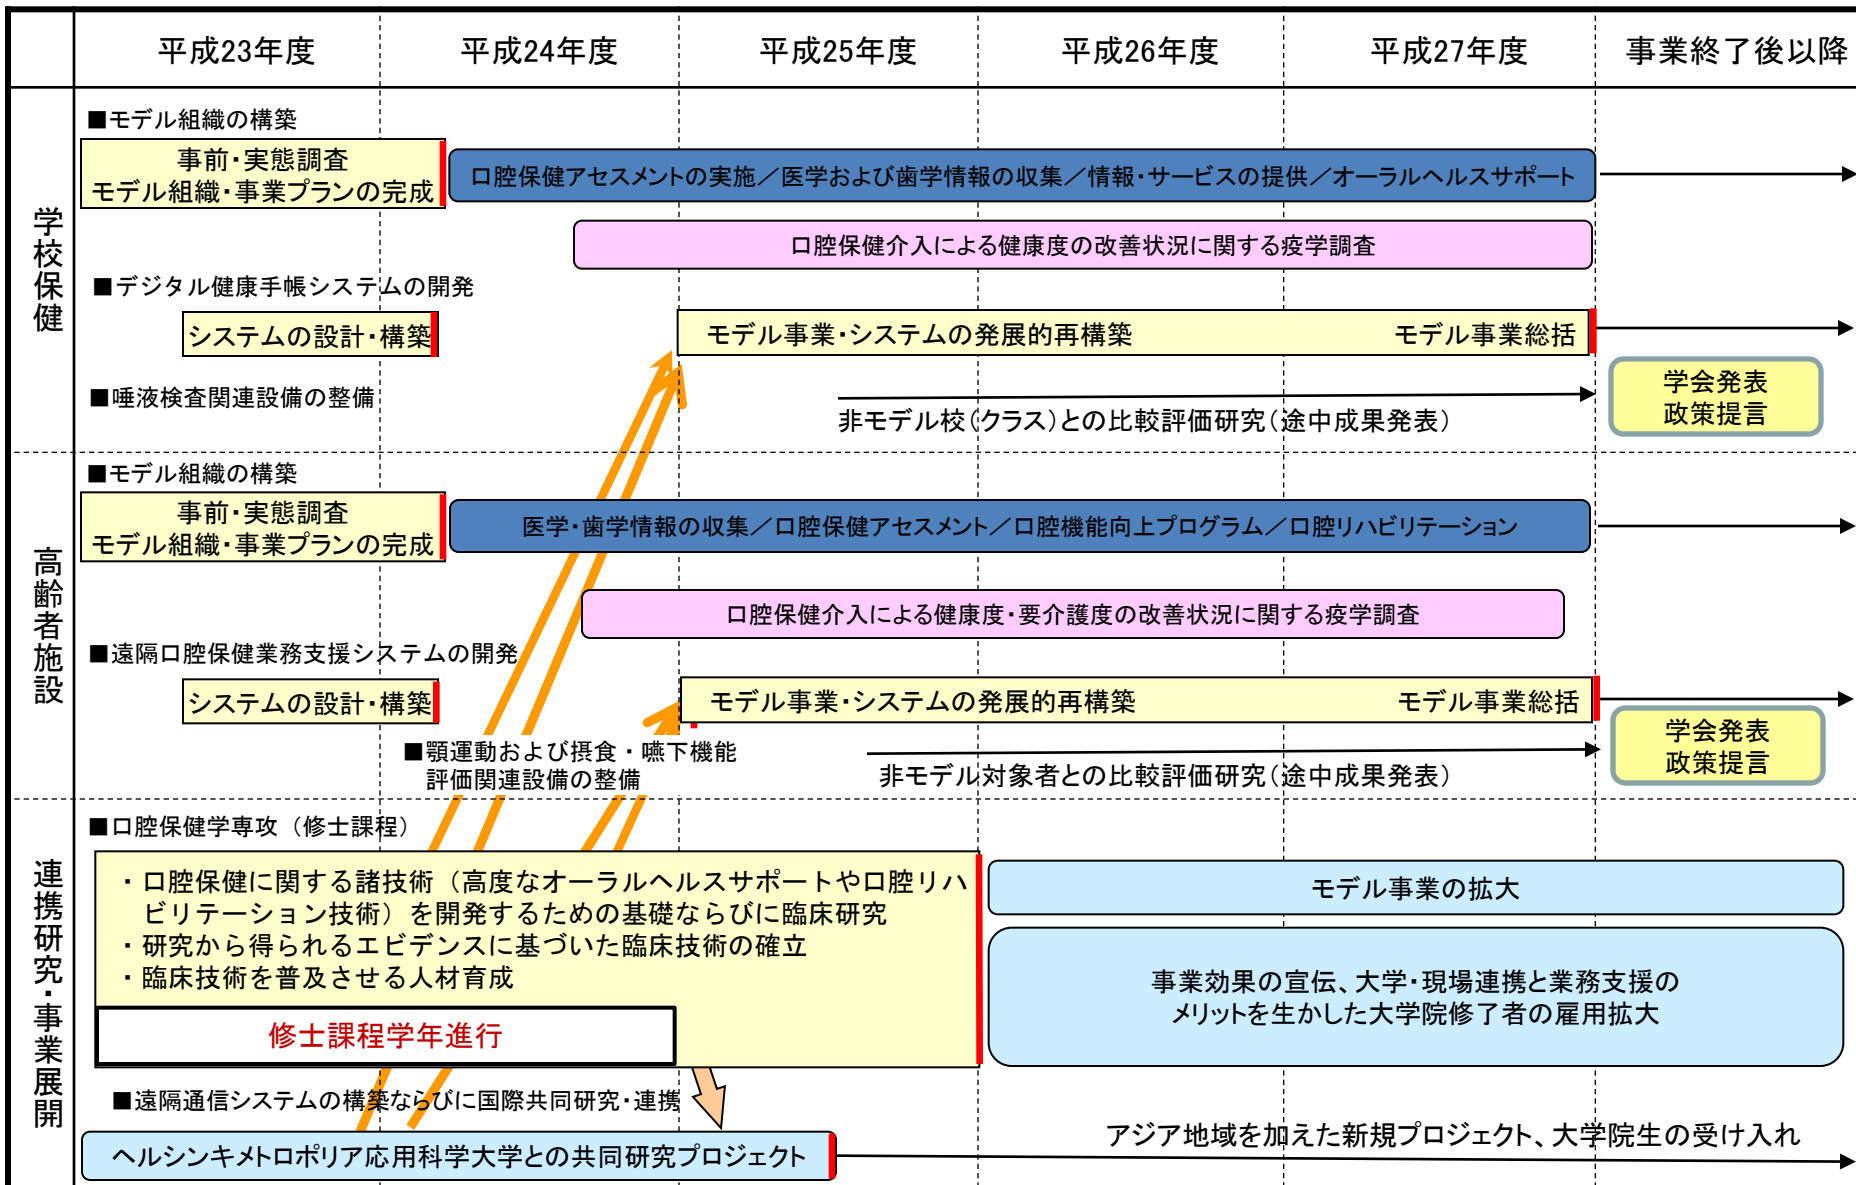 平成23年度
平成24年度
平成25年度
平成26年度
平成27年度
事業終了後以降
学校保健
■モデル組織の構築
事前・実態調査
モデル組織・事業プランの完成
口腔保健アセスメントの実施／医学および歯学情報の収集／情報・サービスの提供／オーラルヘルスサポート
口腔保健介入による健康度の改善状況に関する疫学調査
■デジタル健康手帳システムの開発
システムの設計・構築
モデル事業・システムの発展的再構築
モデル事業総括
■唾液検査関連設備の整備
非モデル校（クラス）との比較評価研究（途中成果発表）
学会発表
政策提言
高齢者施設
■モデル組織の構築
事前・実態調査
モデル組織・事業プランの完成
医学・歯学情報の収集／口腔保健アセスメント／口腔機能向上プログラム／口腔リハビリテーション
口腔保健介入による健康度・要介護度の改善状況に関する疫学調査
■遠隔口腔保健業務支援システムの開発
システムの設計・構築
モデル事業・システムの発展的再構築
モデル事業総括
■顎運動および摂食・嚥下機能
評価関連設備の整備
非モデル対象者との比較評価研究（途中成果発表）
学会発表
政策提言
連携研究・事業展開
■口腔保健学専攻（修士課程）
・口腔保健に関する諸技術（高度なオーラルヘルスサポートや口腔リハ
ビリテーション技術）を開発するための基礎ならびに臨床研究
・研究から得られるエビデンスに基づいた臨床技術の確立
・臨床技術を普及させる人材育成
修士課程学年進行
モデル事業の拡大
事業効果の宣伝、大学・現場連携と業務支援の
メリットを生かした大学院修了者の雇用拡大
■遠隔通信システムの構築ならびに国際共同研究・連携
ヘルシンキメトロポリア応用科学大学との共同研究プロジェクト
アジア地域を加えた新規プロジェクト、大学院生の受け入れ